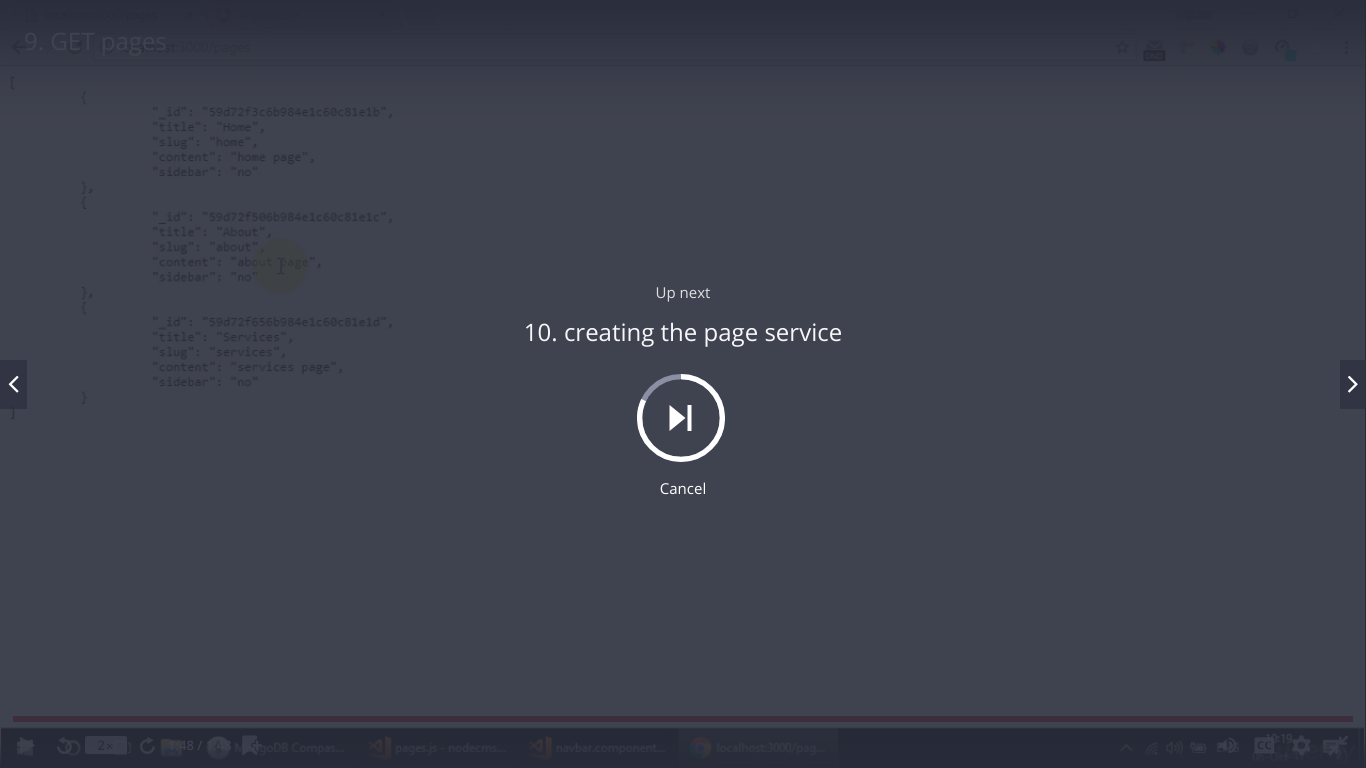 9. GET pages
[
{
"_id": "59d72f3c6b984e1c60c81e1b",
"title": "Home",
"slug": "home",
"content": "home page",
"sidebar": "no"
},
{
"_id": "59d72f506b984e1c60c81e1c",
"title": "About",
"slug": "about",
"content": "about page",
"sidebar": "no"
},
{
"_id": "59d72f656b984e1c60c81e1d",
"title": "Services",
"slug": "services",
"content": "services page",
"sidebar": "no"
}
]
Up next
10. creating the page service
Cancel
2x
pages.js - nodecms...
navbar.component...
localhost:3000/pag...
CC